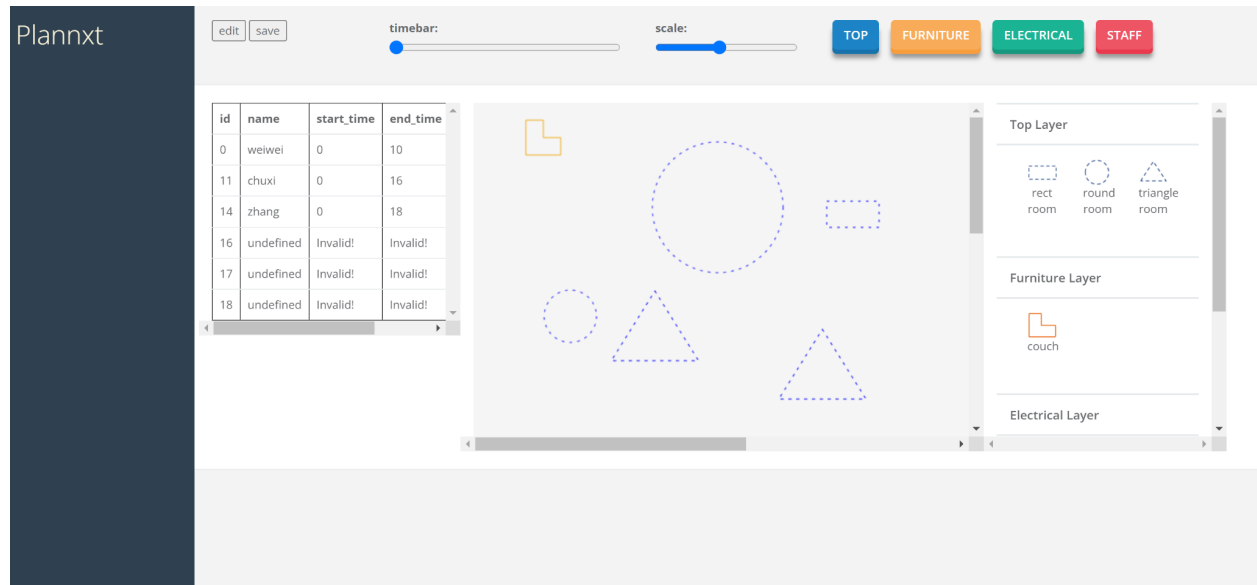 Plannxt
edit save
timebar:
scale:
TOP FURNITURE ELECTRICAL STAFF
id name start_time end_time
0 weiwei 0 10
11 chuxi 0 16
14 zhang 0 18
16 undefined Invalid! Invalid!
17 undefined Invalid! Invalid!
18 undefined Invalid! Invalid!
Top Layer
rect room
round room
triangle room
Furniture Layer
couch
Electrical Layer